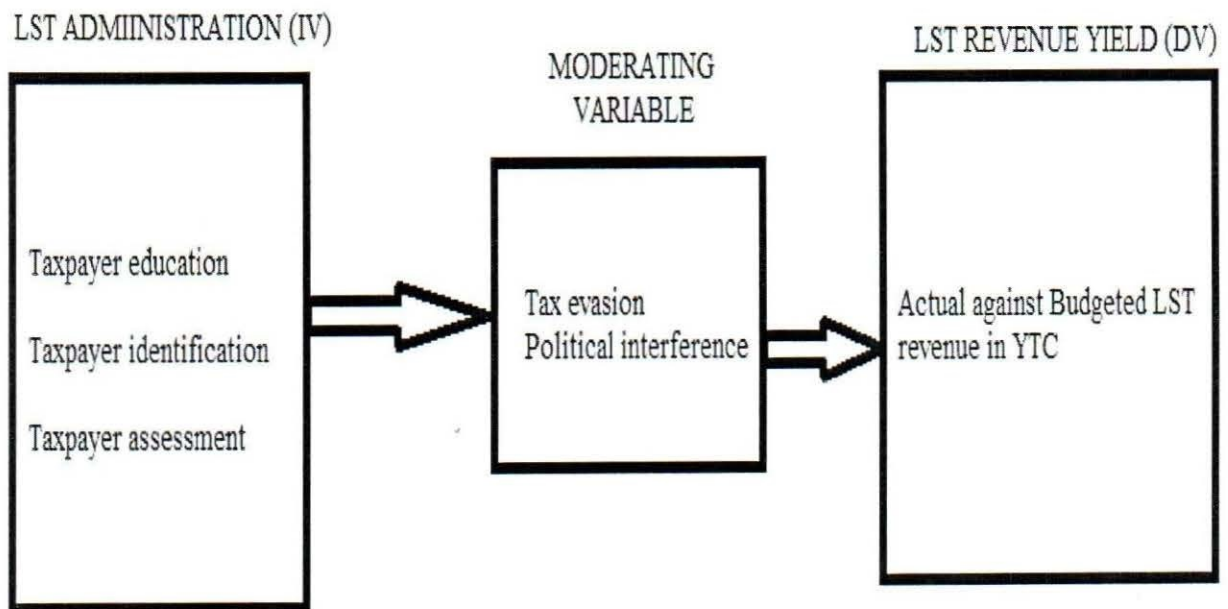 LST ADMIINISTRATION (IV)
Taxpayer education
Taxpayer identification
Taxpayer assessment
MODERATING
VARIABLE
Tax evasion
Political interference
LST REVENUE YIELD (DV)
Actual against Budgeted LST
revenue in YTC